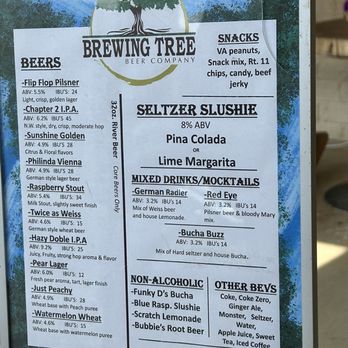 BREWING TREE
BEER COMPANY
BEERS
-Flip Flop Pilsner
ABV: 5.5% IBU'S: 24
Light, crisp, golden lager
-Chapter 2 I.P.A.
ABV: 6.2% IBU'S 45
N.W. style, dry, crisp, moderate hop
-Sunshine Golden
ABV: 4.9% IBU'S: 28
Citrus & Floral flavors
-Philinda Vienna
ABV: 4.9% IBU'S: 28
German style lager beer
-Raspberry Stout
ABV: 5.4% IBU'S: 34
Milk Stout, slightly sweet finish
-Twice as Weiss
ABV: 4.6% IBU'S: 15
German style wheat beer
-Hazy Doble I.P.A
ABV: 9.2% IBU'S: 25
Juicy, Fruity, strong hop aroma & flavor
-Pear Lager
ABV: 6.0% IBU'S: 12
Fresh pear aroma, tart, lager finish
-Just Peachy
ABV: 4.9% IBU'S: 15
Wheat base with Peach puree
-Watermelon Wheat
ABV: 4.6% IBU'S: 15
Wheat base with watermelon puree
32oz. River Beer
Core Beers Only
SNACKS
VA peanuts,
Snack mix, Rt. 11
chips, candy, beef
jerky
SELTZER SLUSHIE
8% ABV
Pina Colada
OR
Lime Margarita
MIXED DRINKS/MOCKTAILS
-German Radler
ABV: 3.2% IBU'S 14
Mix of Weiss beer
and house Lemonade.
-Red Eye
ABV: 3.2% IBU'S 14
Pilsner beer & bloody Mary
mix.
-Bucha Buzz
ABV: 3.2% IBU'S 14
Mix of Hard seltzer and house Bucha.
NON-ALCOHOLIC
-Funky D's Bucha
-Blue Rasp. Slushie
-Scratch Lemonade
-Bubbie's Root Beer
OTHER BEVS
Coke, Coke Zero,
Ginger Ale,
Monster, Seltzer,
Water,
Apple Juice, Sweet
Tea, Iced Coffee